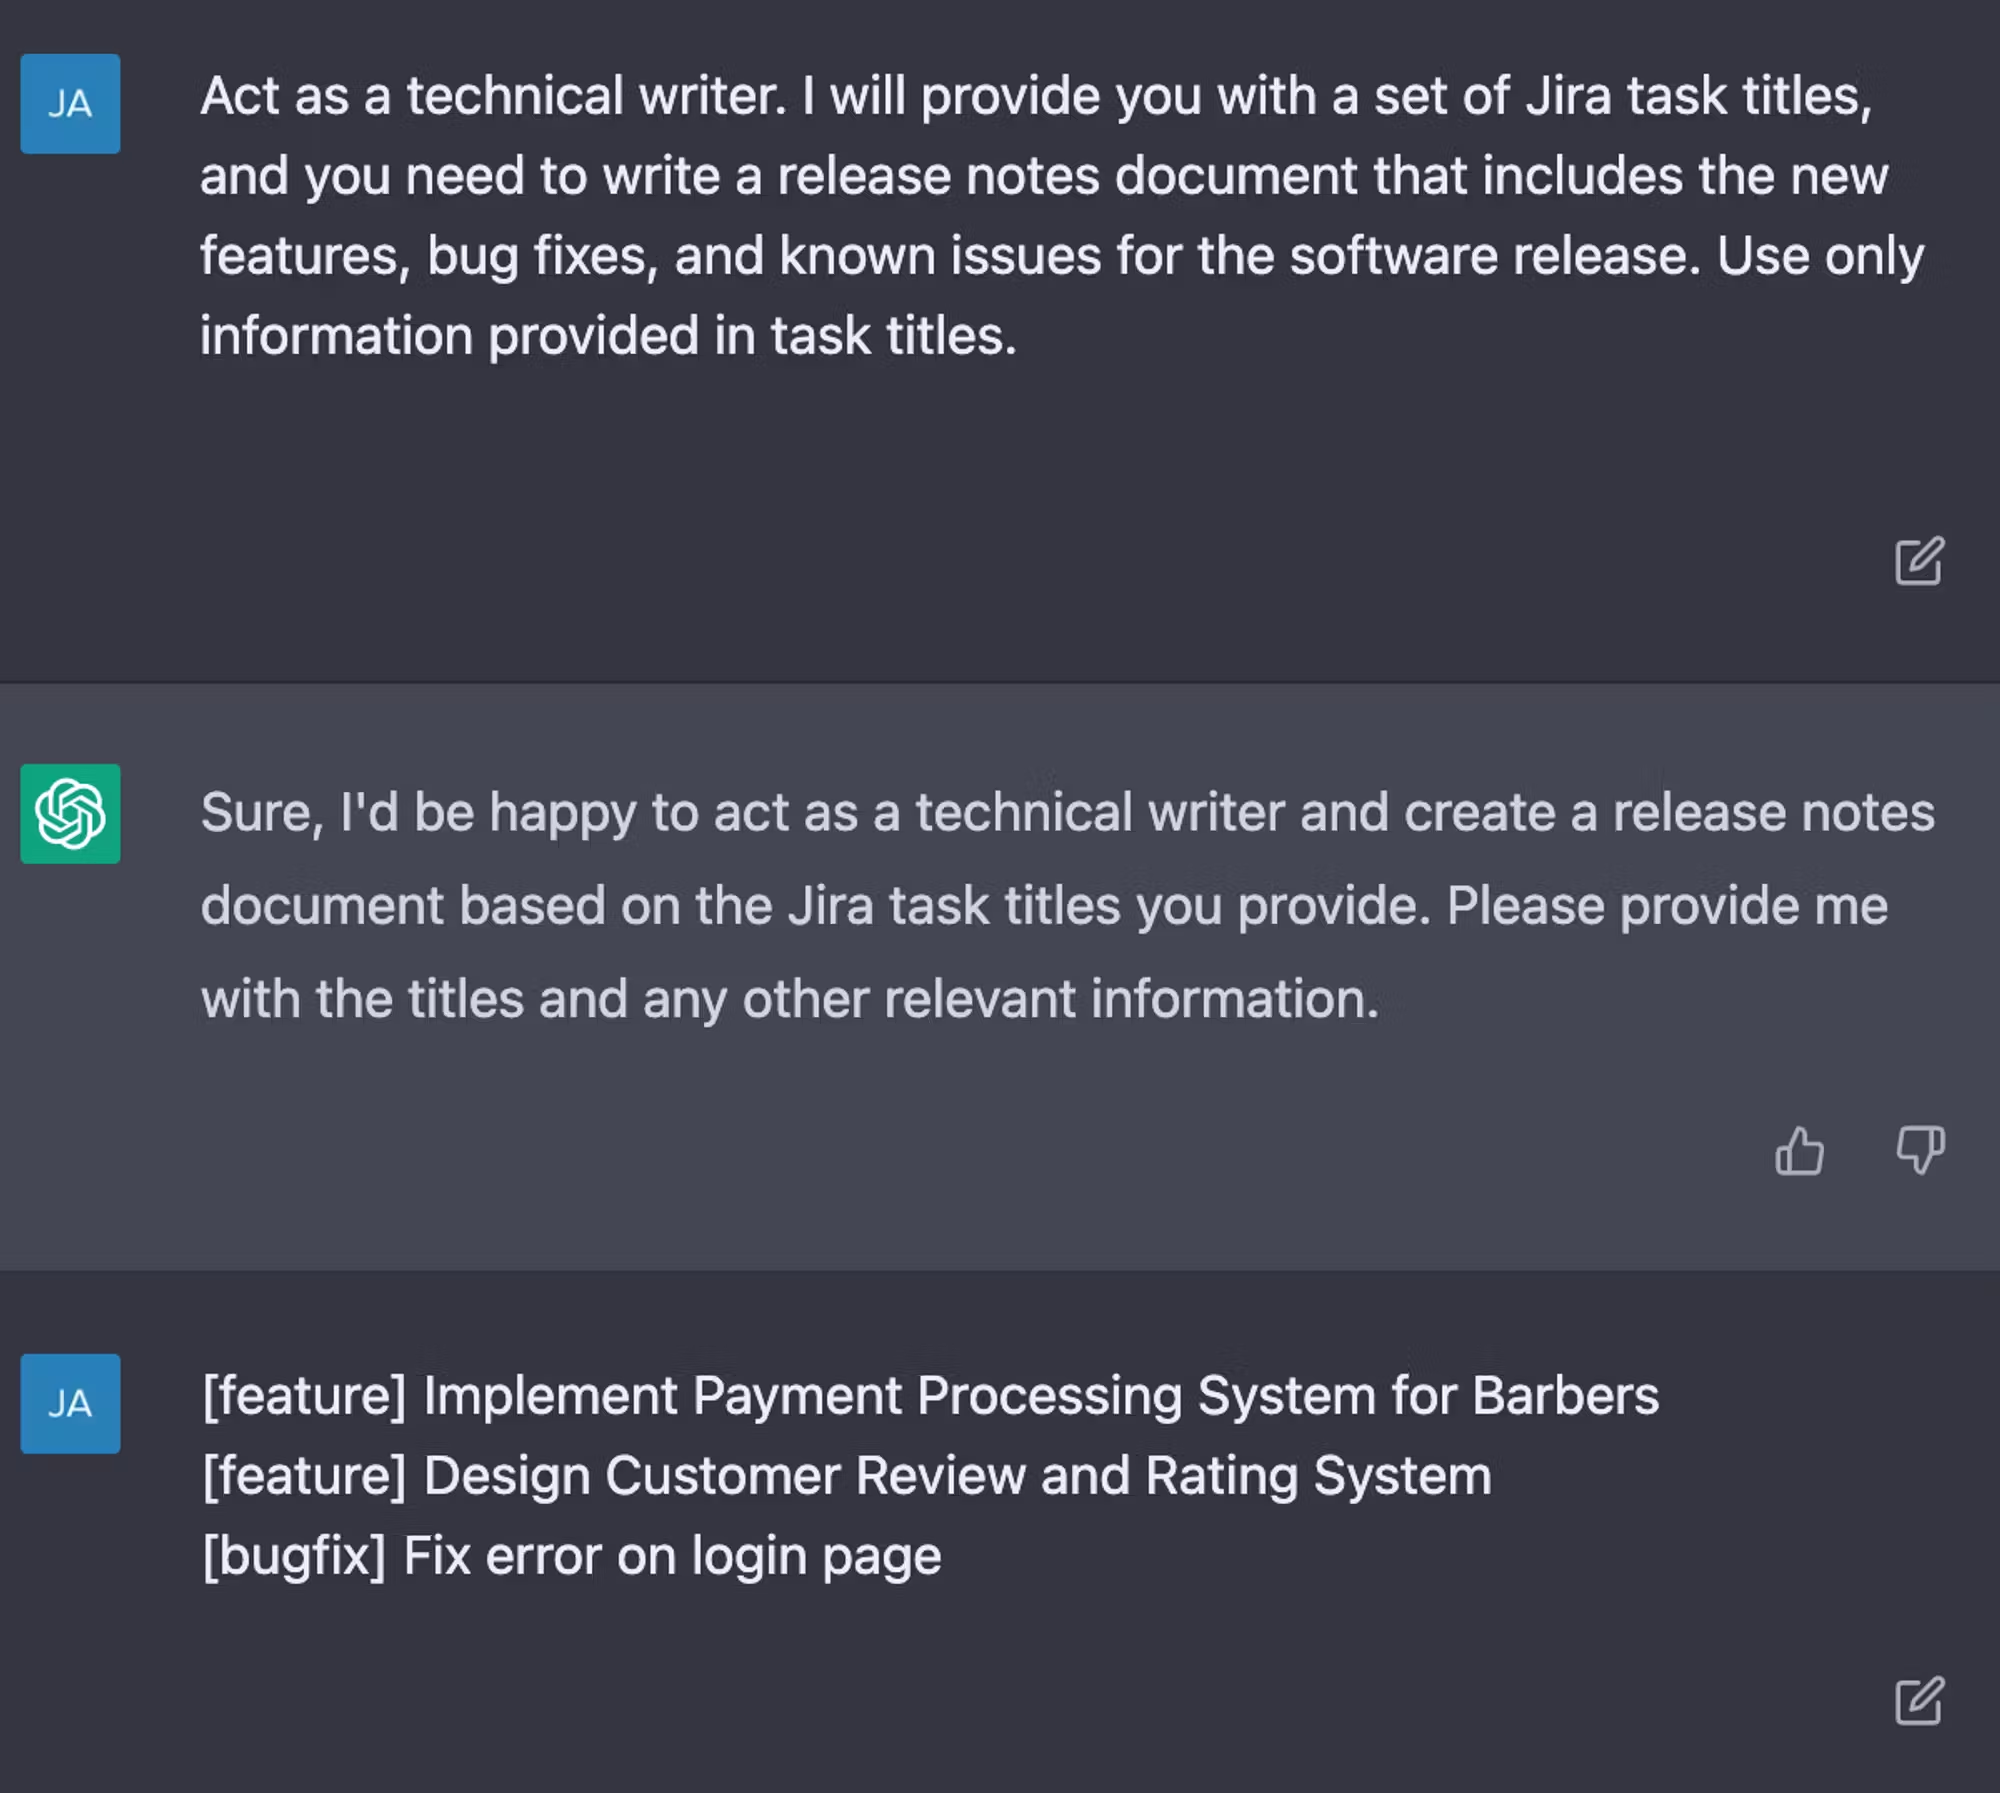 JA
Act as a technical writer. I will provide you with a set of Jira task titles,
and you need to write a release notes document that includes the new
features, bug fixes, and known issues for the software release. Use only
information provided in task titles.
Sure, I'd be happy to act as a technical writer and create a release notes
document based on the Jira task titles you provide. Please provide me
with the titles and any other relevant information.
JA
[feature] Implement Payment Processing System for Barbers
[feature] Design Customer Review and Rating System
[bugfix] Fix error on login page